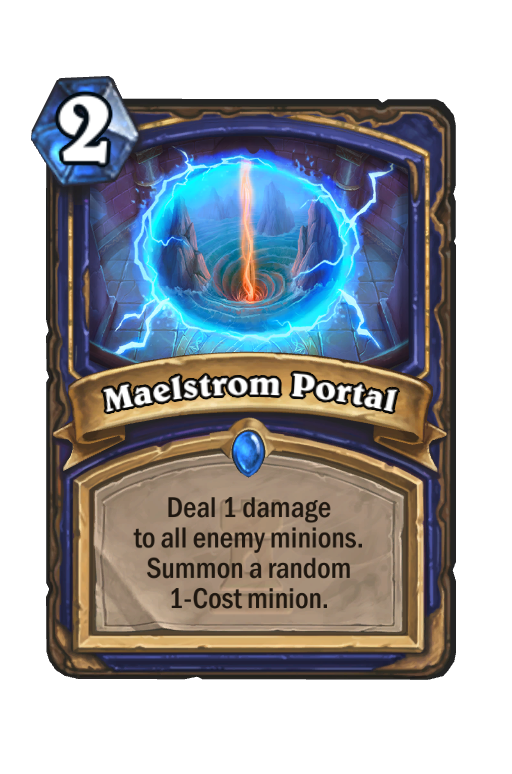 2
Maelstrom Portal
Deal 1 damage
to all enemy minions.
Summon a random
1-Cost minion.